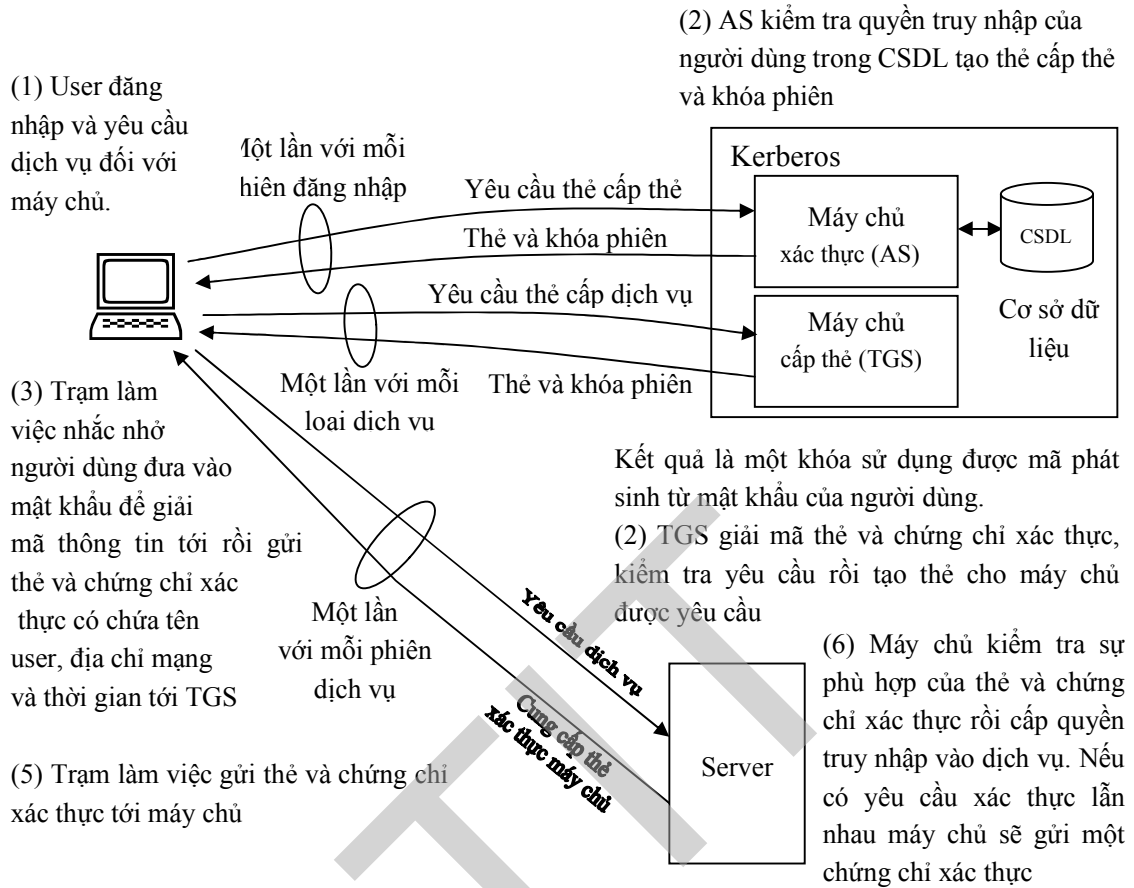 (2) AS kiểm tra quyền truy nhập của
người dùng trong CSDL tạo thẻ cấp thẻ
và khóa phiên
(1) User đăng
nhập và yêu cầu
dịch vụ đối với
máy chủ.
lột lần với mỗi
hiên đăng nhập
Yêu cầu thẻ cấp thẻ
Thẻ và khóa phiên
Yêu cầu thẻ cấp dịch vụ
Thẻ và khóa phiên
Một lần với mỗi
loai dich vu
Kerberos
Máy chủ
xác thực (AS)
CSDL
Máy chủ
cấp thẻ (TGS)
Cơ sở dữ
liệu
(3) Trạm làm
việc nhắc nhở
người dùng đưa vào
mật khẩu để giải
mã thông tin tới rồi gửi
thẻ và chứng chỉ xác
thực có chứa tên
user, địa chỉ mạng
và thời gian tới TGS
Kết quả là một khóa sử dụng được mã phát
sinh từ mật khẩu của người dùng.
(2) TGS giải mã thẻ và chứng chỉ xác thực,
kiểm tra yêu cầu rồi tạo thẻ cho máy chủ
được yêu cầu
Một lần
với mỗi phiên
dịch vụ
Yêu cầu dịch vụ
Cung cấp thẻ
xác thực máy chủ
Server
(6) Máy chủ kiểm tra sự
phù hợp của thẻ và chứng
chỉ xác thực rồi cấp quyền
truy nhập vào dịch vụ. Nếu
có yêu cầu xác thực lẫn
nhau máy chủ sẽ gửi một
chứng chỉ xác thực
(5) Trạm làm việc gửi thẻ và chứng chỉ
xác thực tới máy chủ